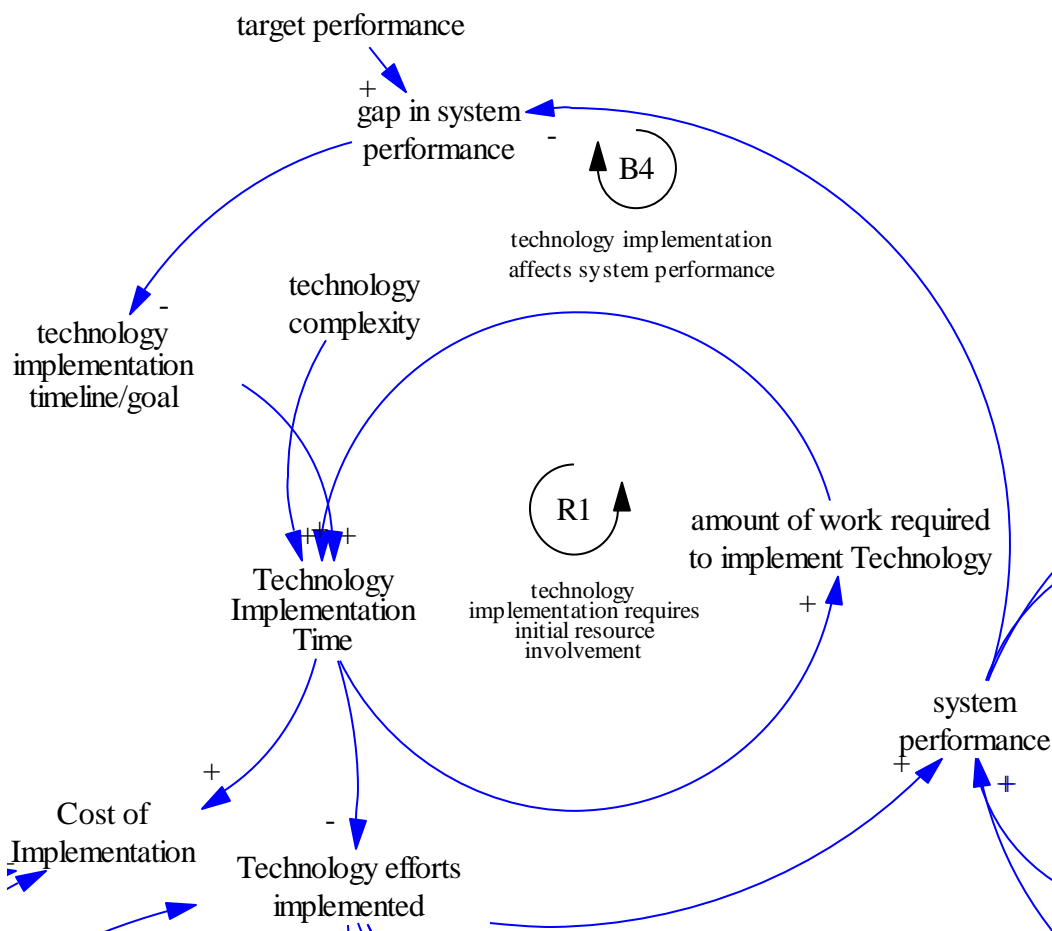 target performance
+
gap in system
performance
-
B4
technology implementation
affects system performance
technology
complexity
-
technology
implementation
timeline/goal
R1
technology
implementation requires
initial resource
involvement
amount of work required
to implement Technology
+
+ + +
Technology
Implementation
Time
+
system
performance
+
+
+
Cost of
Implementation
-
Technology efforts
implemented